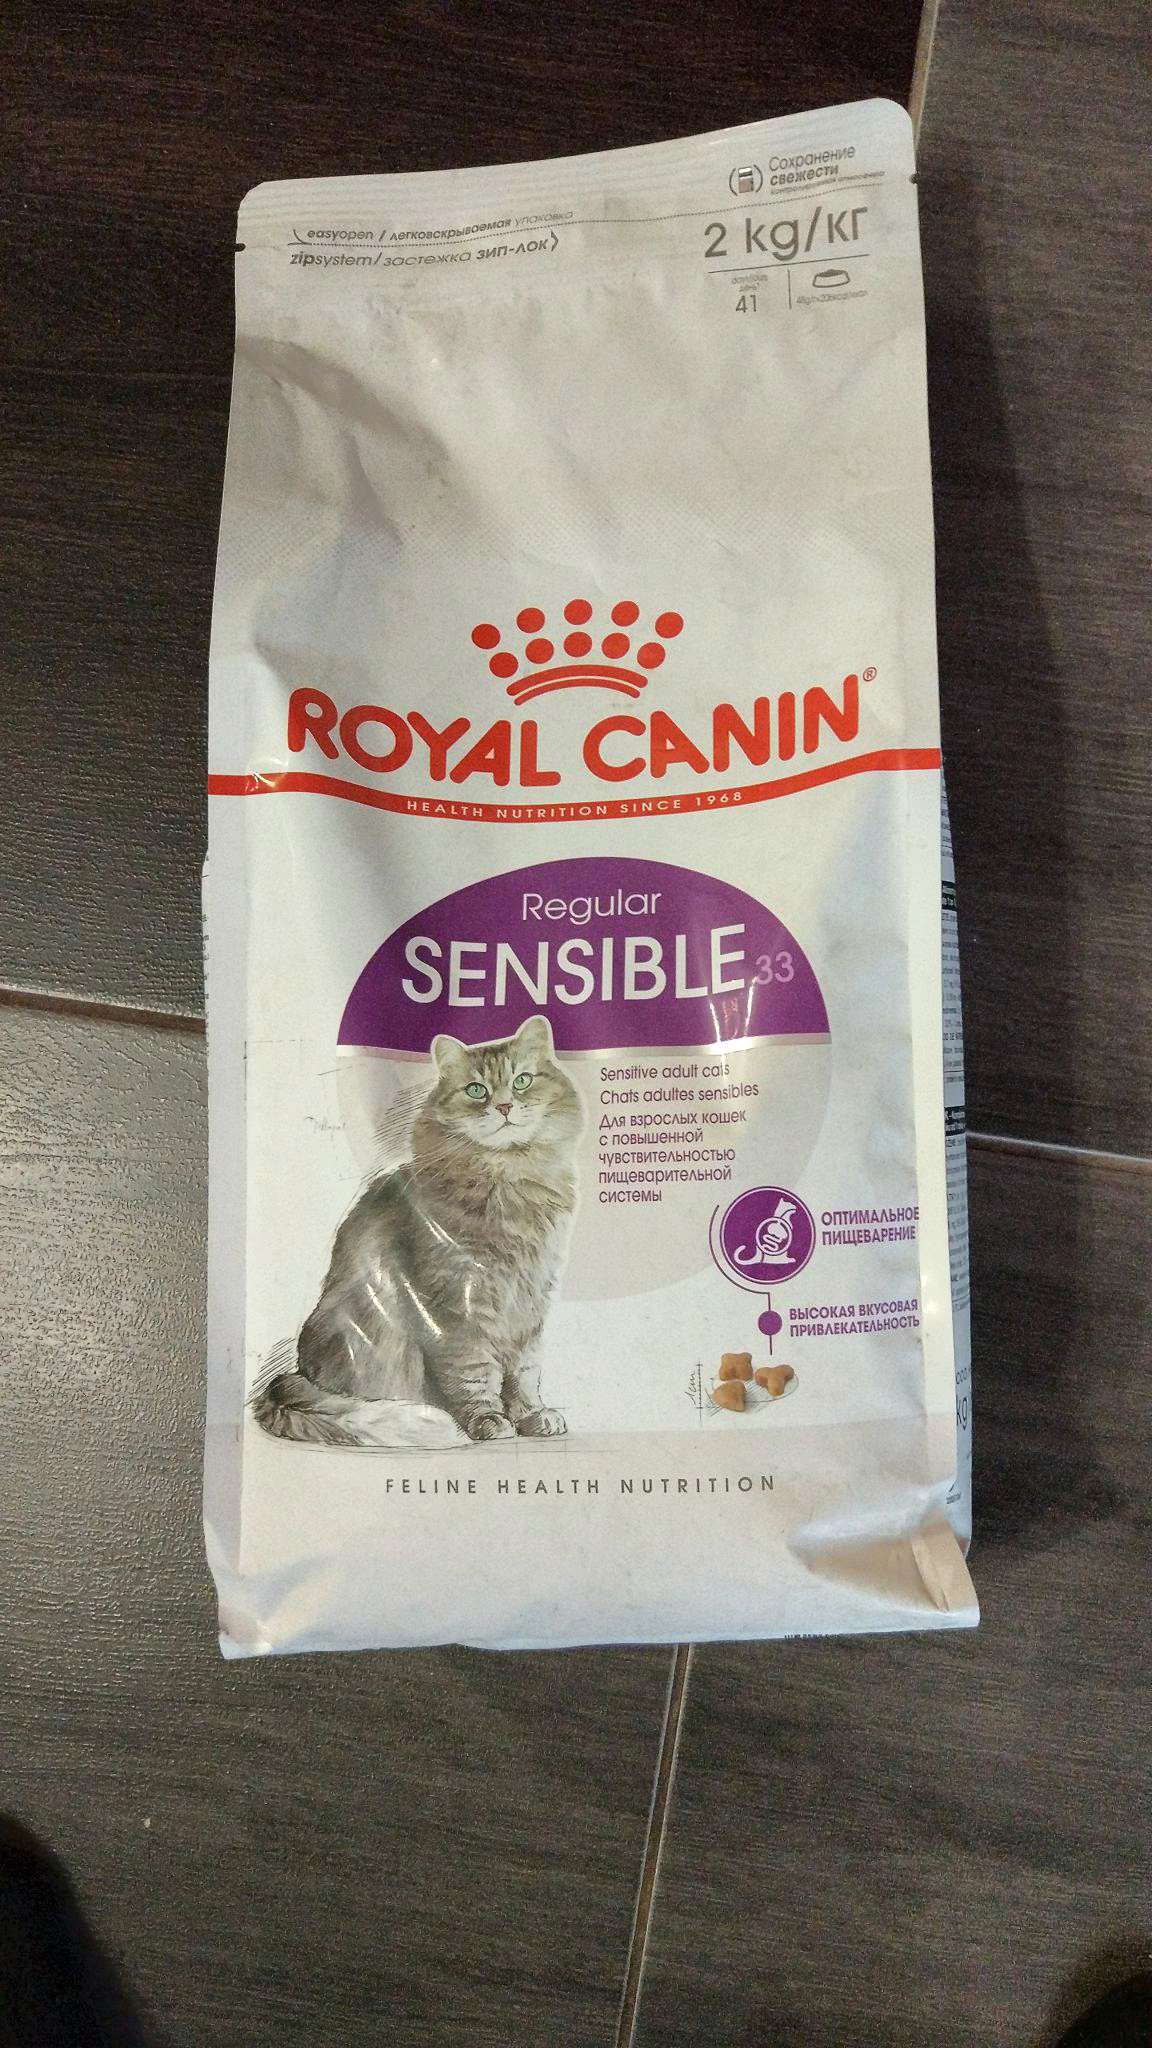 Сохранение
свежести
easyopen / легковскрываемая упаковка
zipsystem/застежка ЗИП-ЛОК
2 kg/кг
41
ROYAL CANIN®
HEALTH NUTRITION SINCE 1968
Regular
SENSIBLE 33
Sensitive adult cats
Chats adultes sensibles
Для взрослых кошек
с повышенной
чувствительностью
пищеварительной
системы
ОПТИМАЛЬНОЕ
ПИЩЕВАРЕНИЕ
ВЫСОКАЯ ВКУСОВАЯ
ПРИВЛЕКАТЕЛЬНОСТЬ
FELINE HEALTH NUTRITION